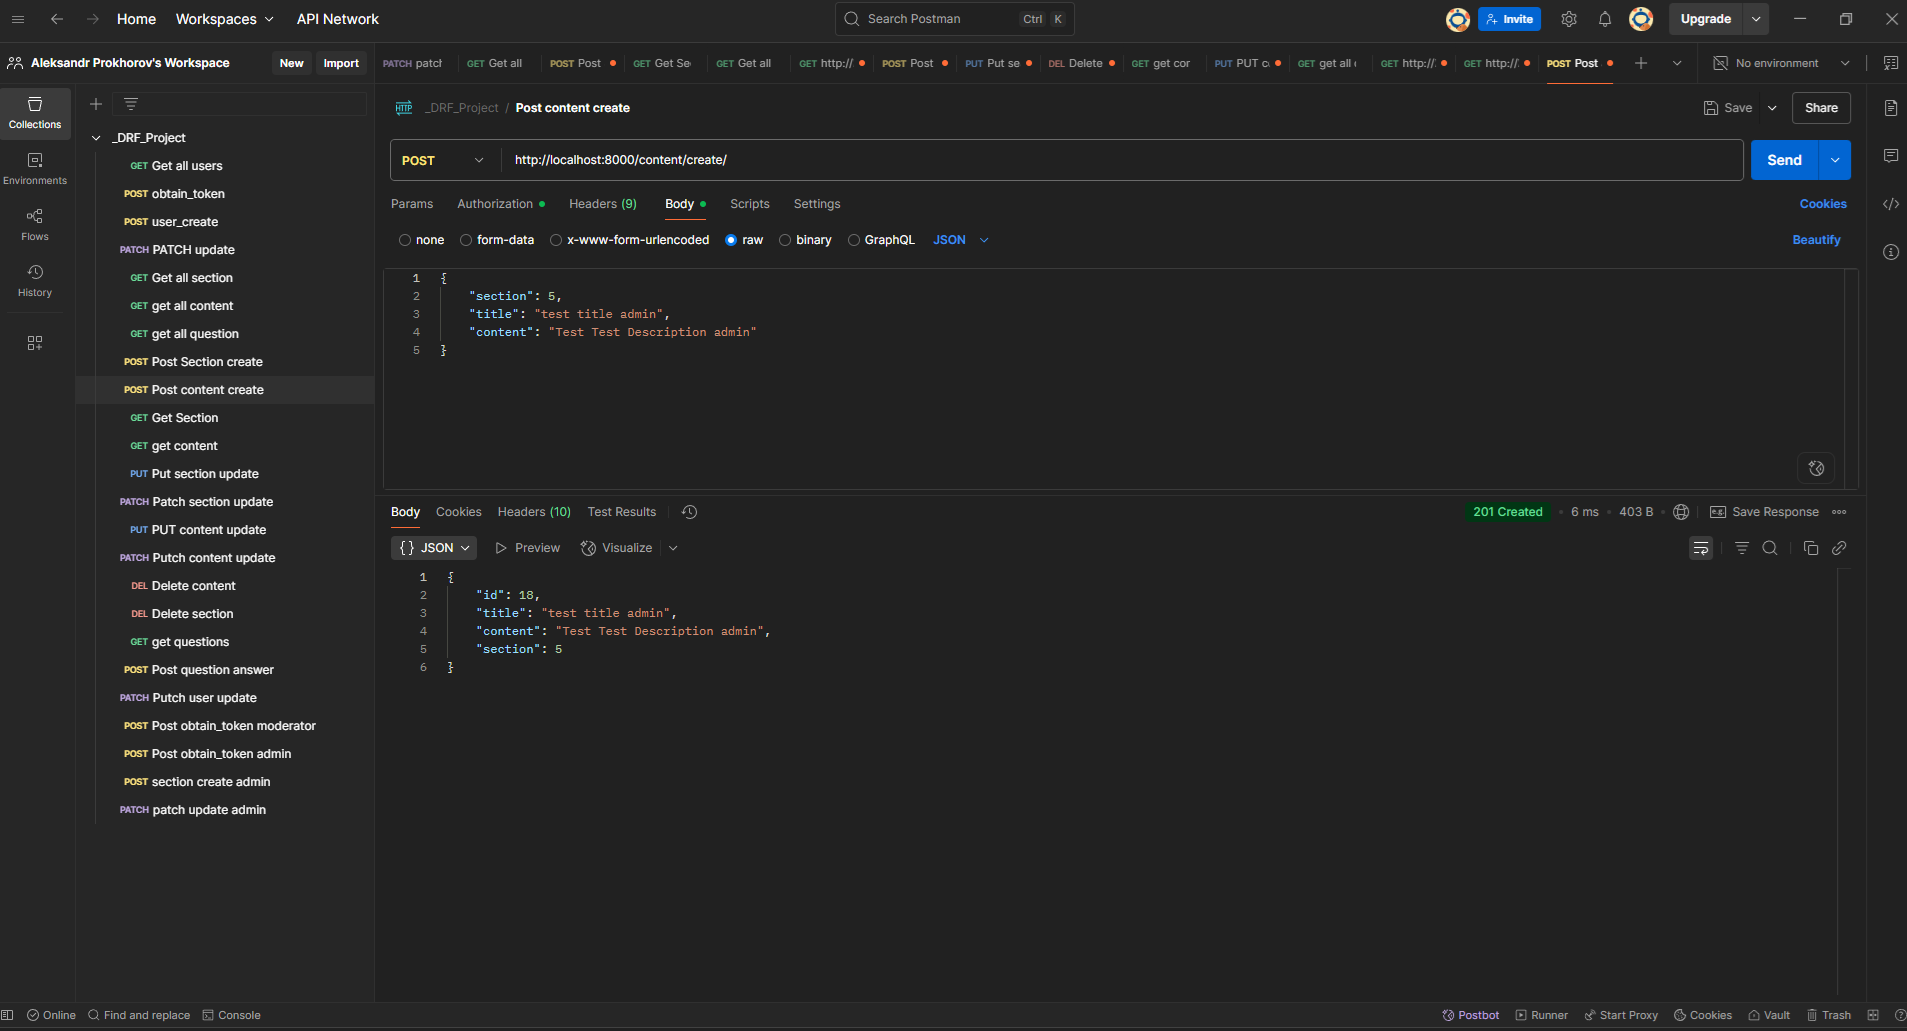 Home Workspaces API Network Search Postman Ctrl K Invite Upgrade
Aleksandr Prokhorov's Workspace New Import
PATCH patch GET Get all POST Post GET Get Se GET Get all GET http:// POST Post PUT Put se DEL Delete GET get cor PUT PUT c GET get all GET http:// GET http:// POST Post No environment
Collections
Environments
Flows
History
_DRF_Project
GET Get all users
POST obtain_token
POST user_create
PATCH PATCH update
GET Get all section
GET get all content
GET get all question
POST Post Section create
POST Post content create
GET Get Section
GET get content
PUT Put section update
PATCH Patch section update
PUT PUT content update
PATCH Putch content update
DEL Delete content
DEL Delete section
GET get questions
POST Post question answer
PATCH Putch user update
POST Post obtain_token moderator
POST Post obtain_token admin
POST section create admin
PATCH patch update admin
HTTP _DRF_Project / Post content create Save Share
POST http://localhost:8000/content/create/ Send
Params Authorization Headers (9) Body Scripts Settings Cookies
none form-data x-www-form-urlencoded raw binary GraphQL JSON Beautify
1 {
2 "section": 5,
3 "title": "test title admin",
4 "content": "Test Test Description admin"
5 }
Body Cookies Headers (10) Test Results 201 Created 6 ms 403 B e.g. Save Response
{} JSON Preview Visualize
1 {
2 "id": 18,
3 "title": "test title admin",
4 "content": "Test Test Description admin",
5 "section": 5
6 }
Online Find and replace Console Postbot Runner Start Proxy Cookies Vault Trash